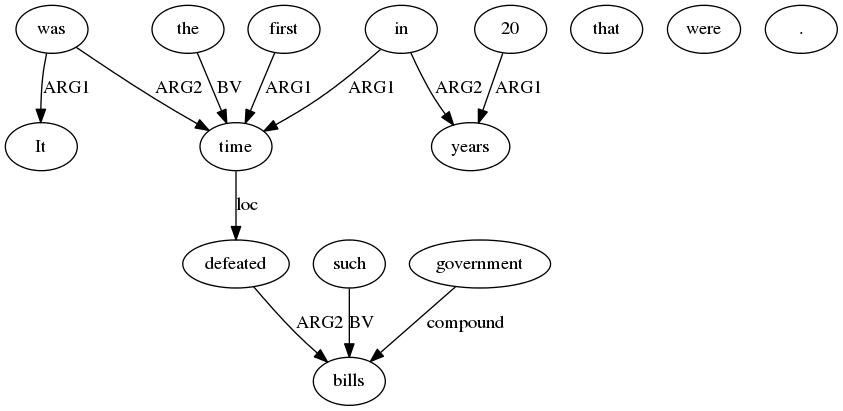 was the first in 20 that were .
ARG1 ARG2 BV ARG1 ARG1 ARG2 ARG1
It time years
loc
defeated such government
ARG2 BV compound
bills